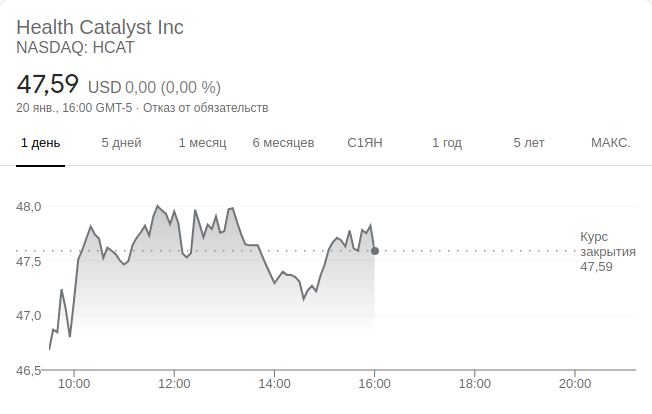 Health Catalyst Inc
NASDAQ: HCAT
47,59 USD 0,00 (0,00 %)
20 янв., 16:00 GMT-5 · Отказ от обязательств
1 день 5 дней 1 месяц 6 месяцев С1ЯН 1 год 5 лет МАКС.
48,0
47,5
47,0
46,5
Курс
закрытия
47,59
10:00 12:00 14:00 16:00 18:00 20:00